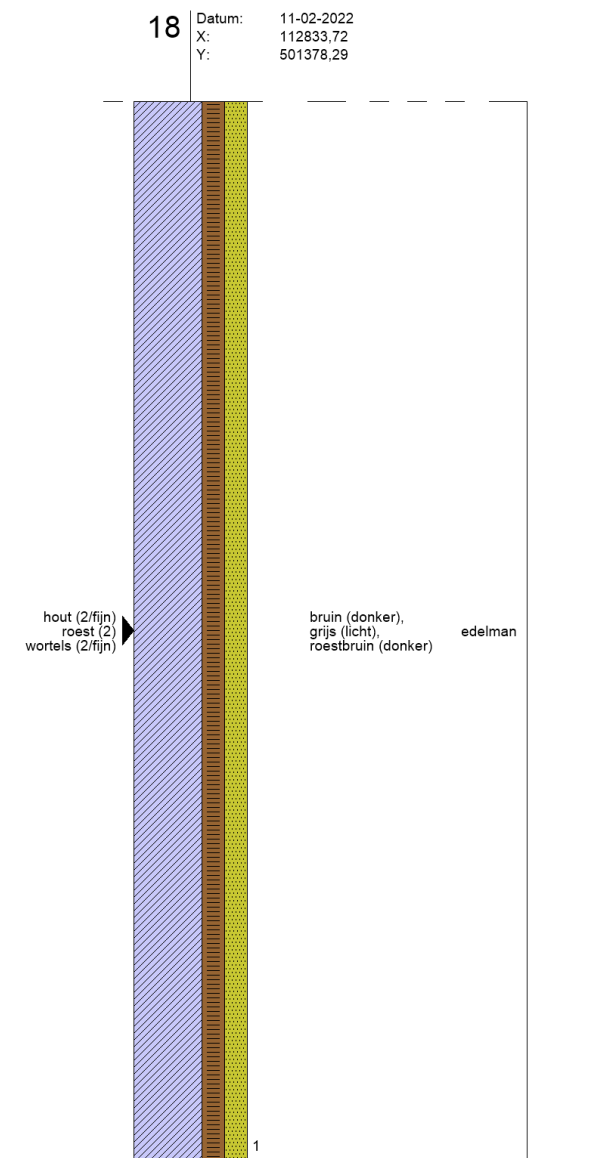 18
Datum: 11-02-2022
X: 112833,72
Y: 501378,29
hout (2/fijn)
roest (2)
wortels (2/fijn)
bruin (donker),
grijs (licht),
roestbruin (donker)
edelman
1